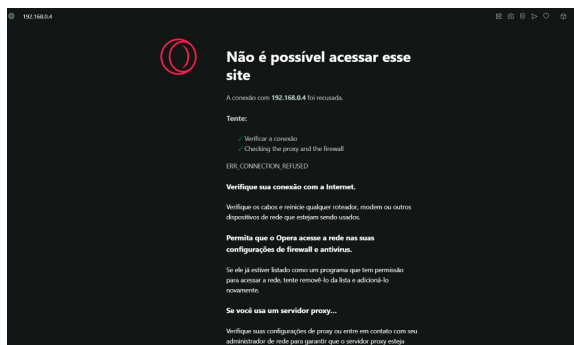 192.168.0.4
Não é possível acessar esse
site
A conexão com 192.168.0.4 foi recusada.
Tente:
✓ Verificar a conexão
✓ Checking the proxy and the firewall
ERR_CONNECTION_REFUSED
Verifique sua conexão com a Internet.
Verifique os cabos e reinicie qualquer roteador, modem ou outros
dispositivos de rede que estejam sendo usados.
Permita que o Opera acesse a rede nas suas
configurações de firewall e antivírus.
Se ele já estiver listado como um programa que tem permissão
para acessar a rede, tente removê-lo da lista e adicioná-lo
novamente.
Se você usa um servidor proxy...
Verifique suas configurações de proxy ou entre em contato com seu
administrador de rede para garantir que o servidor proxy esteja